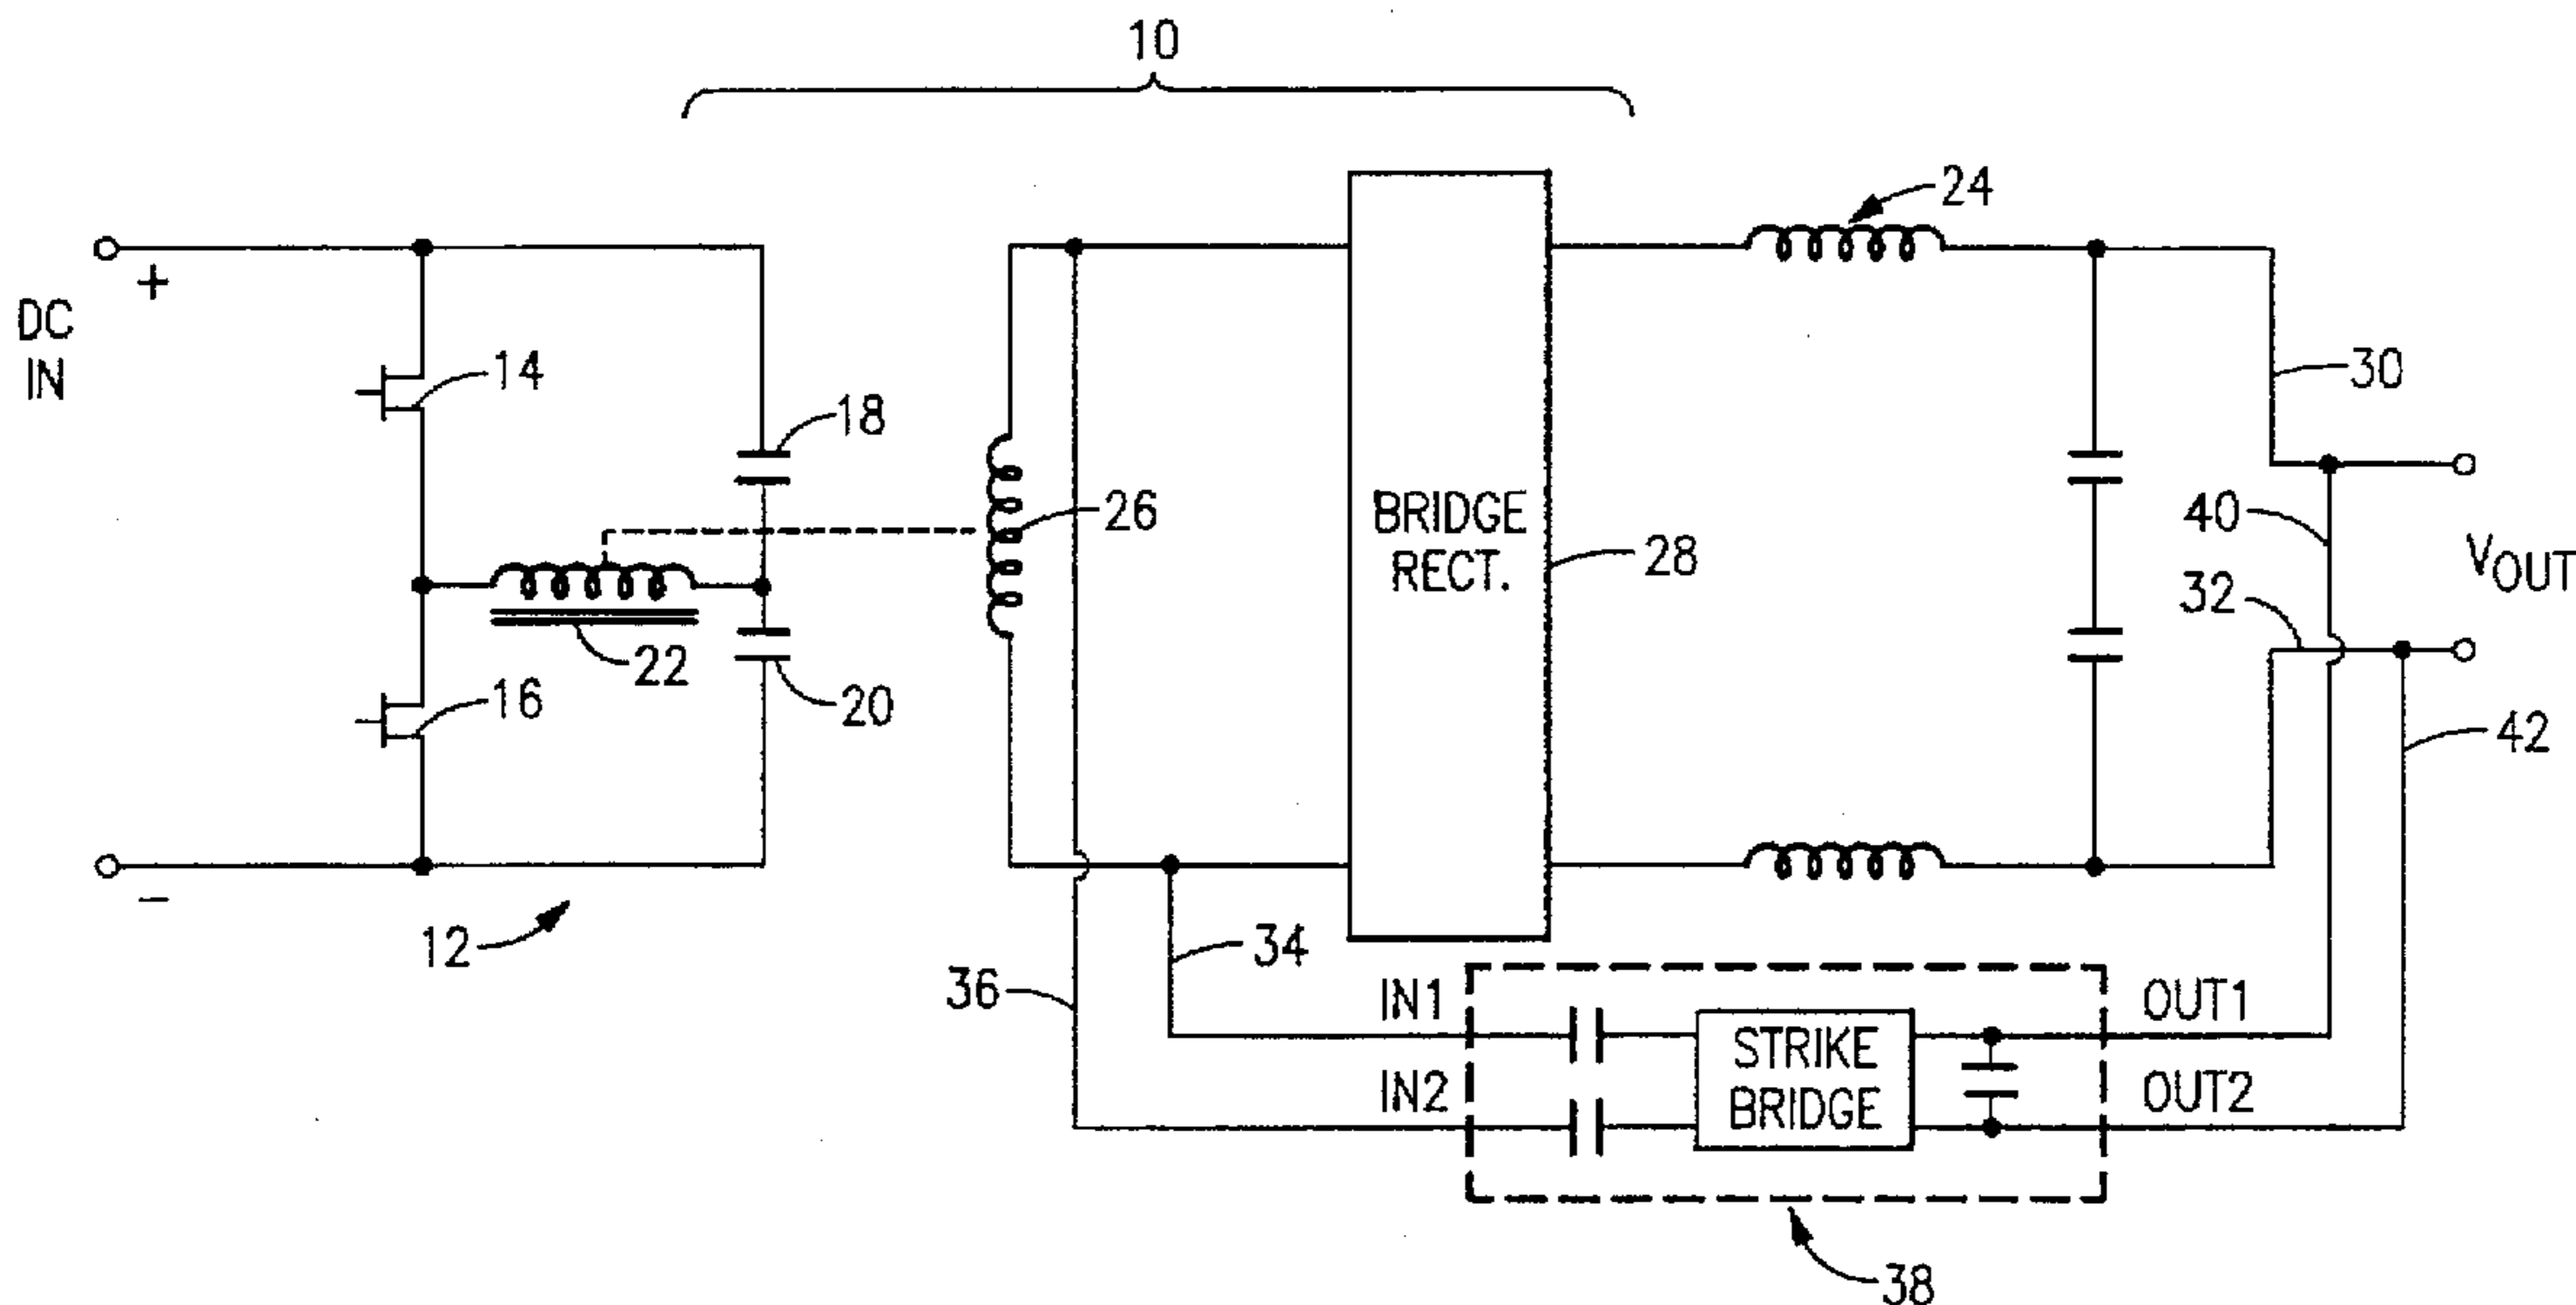 10
24
+
DC
IN
14
30
18
40
26
BRIDGE
RECT.
28
VOUT
32
22
16
20
42
−
12
34
36
IN1
OUT1
STRIKE
BRIDGE
IN2
OUT2
38